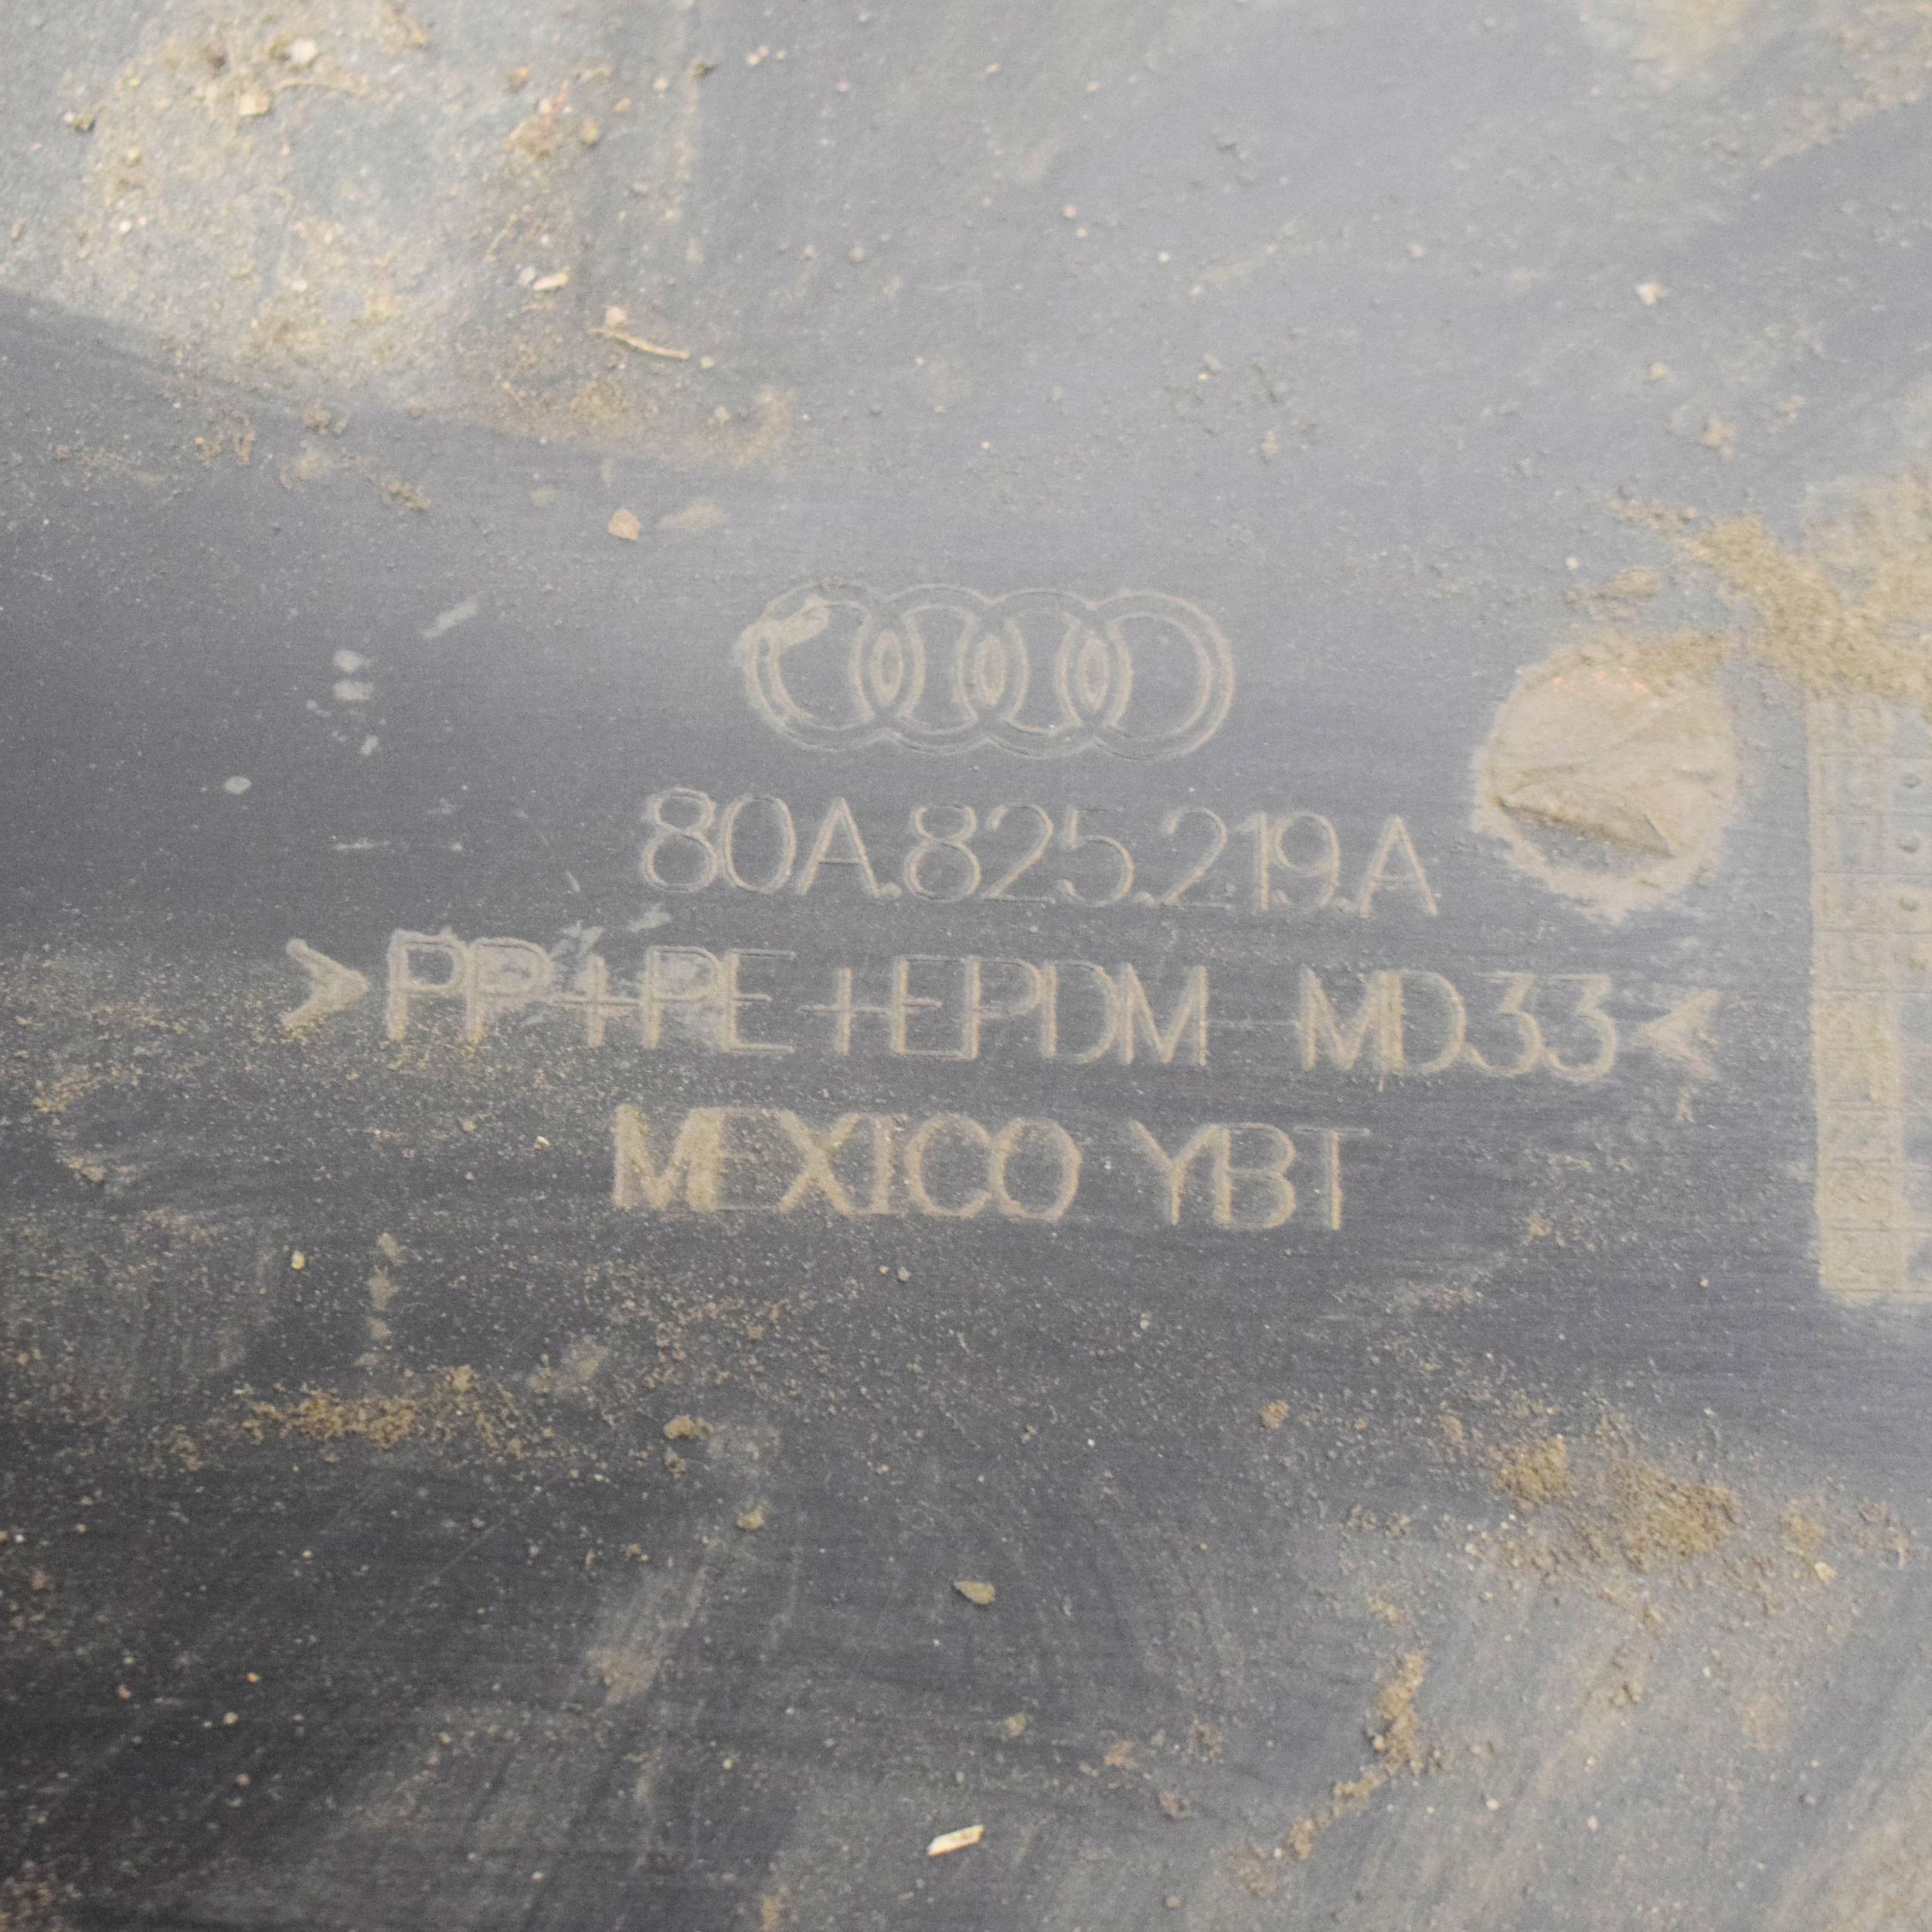 80A.825.219.A
>PP+PE+EPDM MD33<
MEXICO YBT